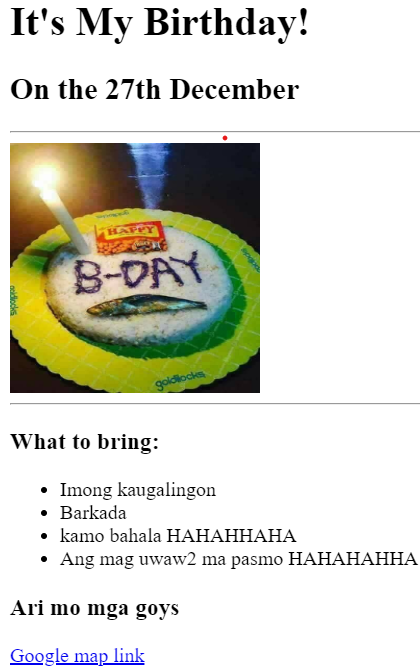 It's My Birthday!
On the 27th December
HAPPY
B-DAY
goldilocks
What to bring:
Imong kaugalingon
Barkada
kamo bahala HAHAHHAHA
Ang mag uwaw2 ma pasmo HAHAHAHHA
Ari mo mga goys
Google map link